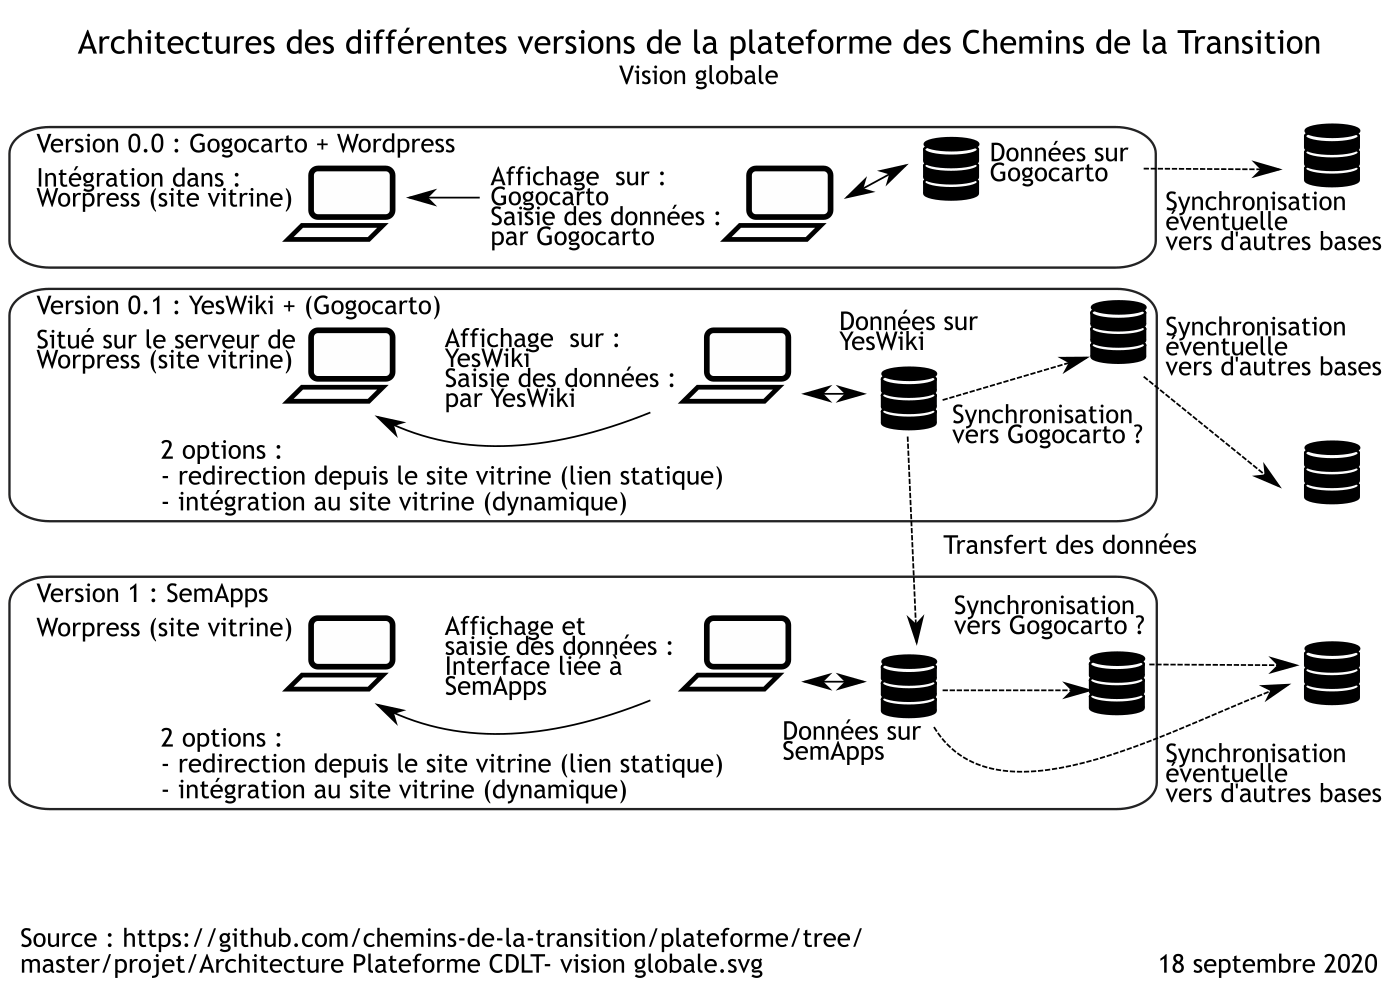 Architectures des différentes versions de la plateforme des Chemins de la Transition
Vision globale
Version 0.0 : Gogocarto + Wordpress
Intégration dans :
Worpress (site vitrine)
Affichage  sur :
Gogocarto
Saisie des données :
par Gogocarto
Données sur
Gogocarto
Synchronisation
éventuelle
vers d'autres bases
Version 0.1 : YesWiki + (Gogocarto)
Situé sur le serveur de
Worpress (site vitrine)
Affichage  sur :
YesWiki
Saisie des données :
par YesWiki
Données sur
YesWiki
Synchronisation
vers Gogocarto ?
Synchronisation
éventuelle
vers d'autres bases
2 options :
- redirection depuis le site vitrine (lien statique)
- intégration au site vitrine (dynamique)
Transfert des données
Version 1 : SemApps
Worpress (site vitrine)
Affichage et
saisie des données :
Interface liée à
SemApps
Synchronisation
vers Gogocarto ?
Données sur
SemApps
2 options :
- redirection depuis le site vitrine (lien statique)
- intégration au site vitrine (dynamique)
Synchronisation
éventuelle
vers d'autres bases
Source : https://github.com/chemins-de-la-transition/plateforme/tree/
master/projet/Architecture Plateforme CDLT- vision globale.svg
18 septembre 2020